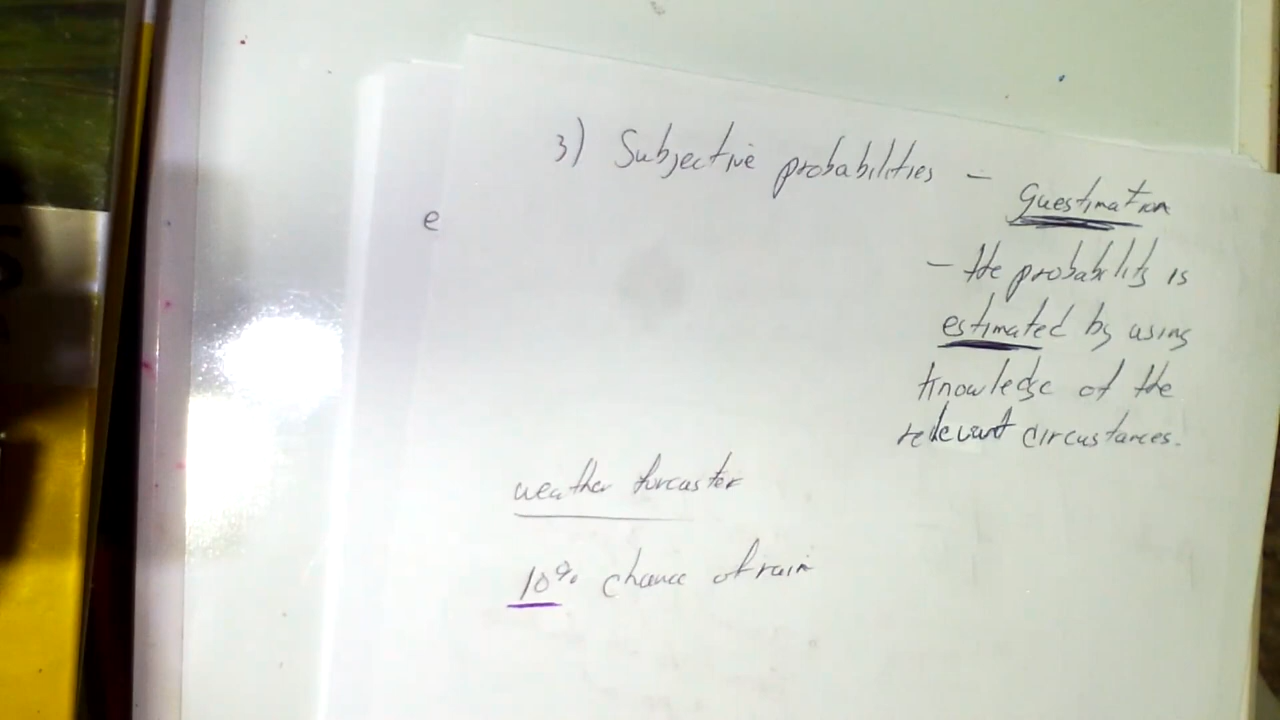 3) Subjective probabilities - Guestimation
e
- the probability is
estimated by using
knowledge of the
relevant circustances.
weather forcaster
10% chance of rain